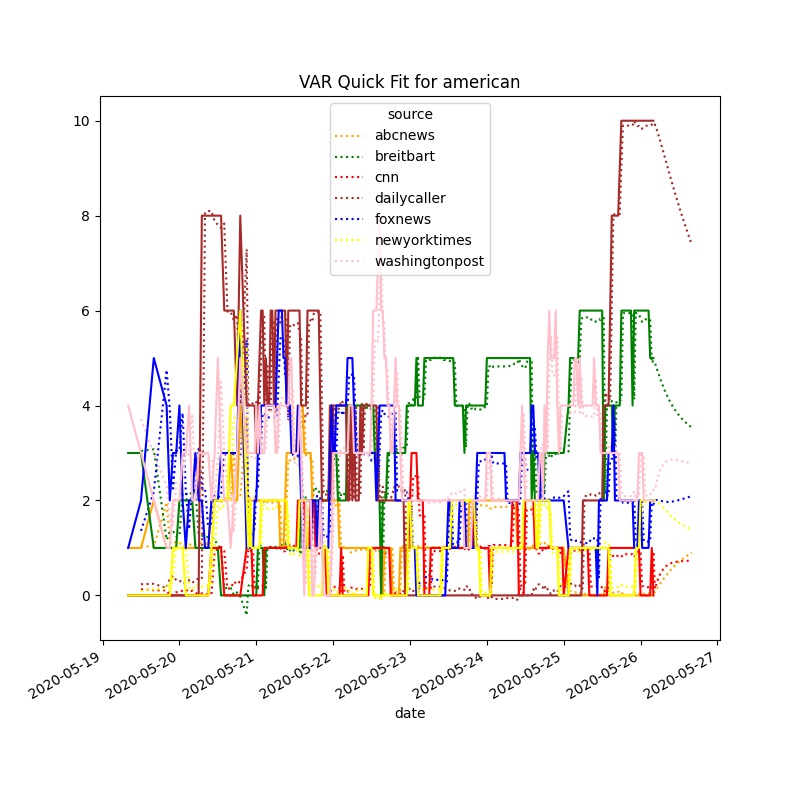 VAR Quick Fit for american
source
abcnews
breitbart
cnn
dailycaller
foxnews
newyorktimes
washingtonpost
10
8
6
4
2
0
2020-05-19
2020-05-20
2020-05-21
2020-05-22
2020-05-23
2020-05-24
2020-05-25
2020-05-26
2020-05-27
date